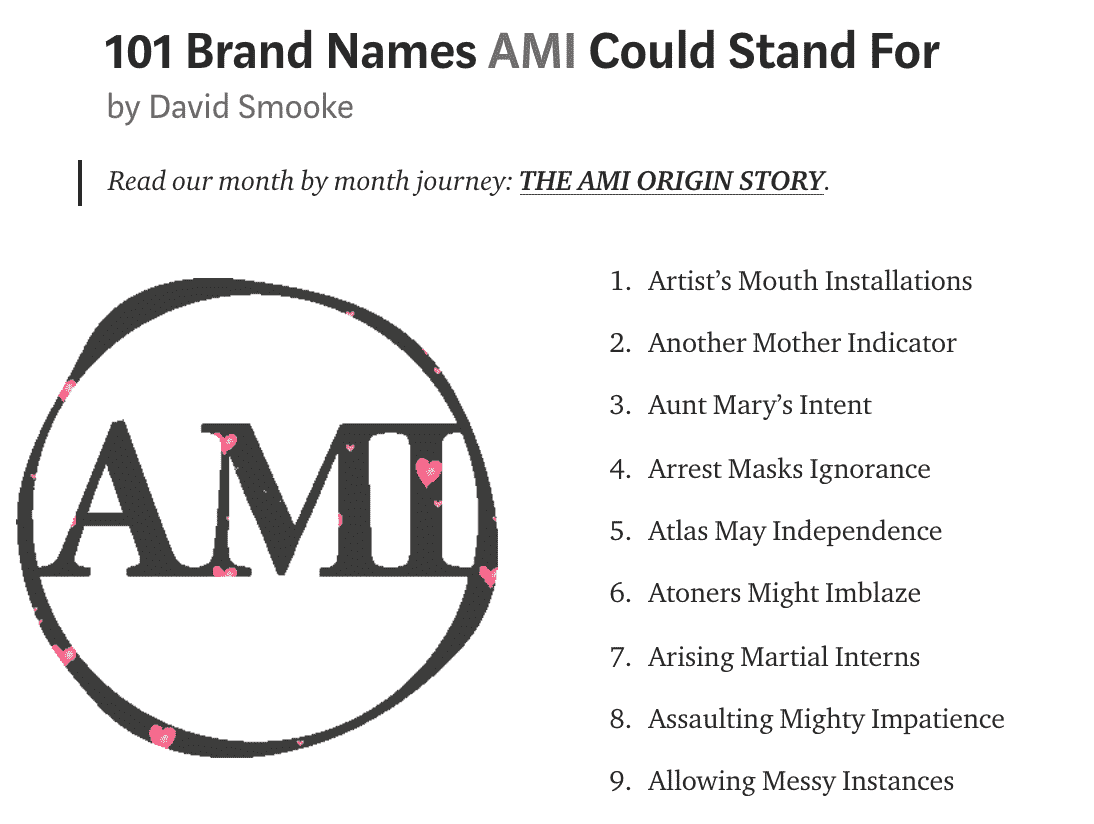 101 Brand Names AMI Could Stand For
by David Smooke
Read our month by month journey: THE AMI ORIGIN STORY.
AMI
1. Artist’s Mouth Installations
2. Another Mother Indicator
3. Aunt Mary’s Intent
4. Arrest Masks Ignorance
5. Atlas May Independence
6. Atoners Might Imblaze
7. Arising Martial Interns
8. Assaulting Mighty Impatience
9. Allowing Messy Instances